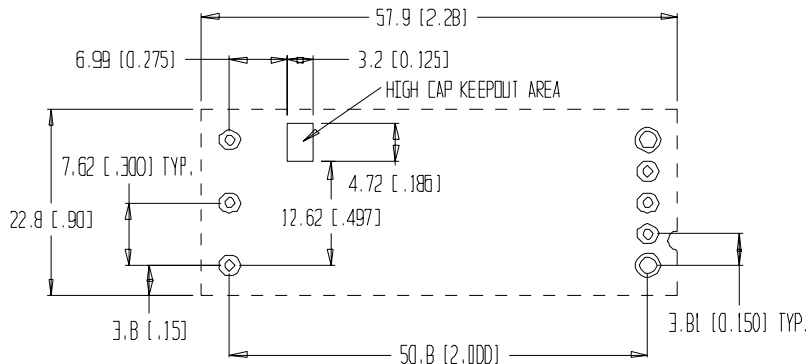 57.9 [2.28]
6.99 [0.275]
3.2 [0.125]
HIGH CAP KEEPOUT AREA
7.62 [.300] TYP.
4.72 [.186]
22.8 [.90]
12.62 [.497]
3.8 [.15]
3.81 [0.150] TYP.
50.8 [2.000]